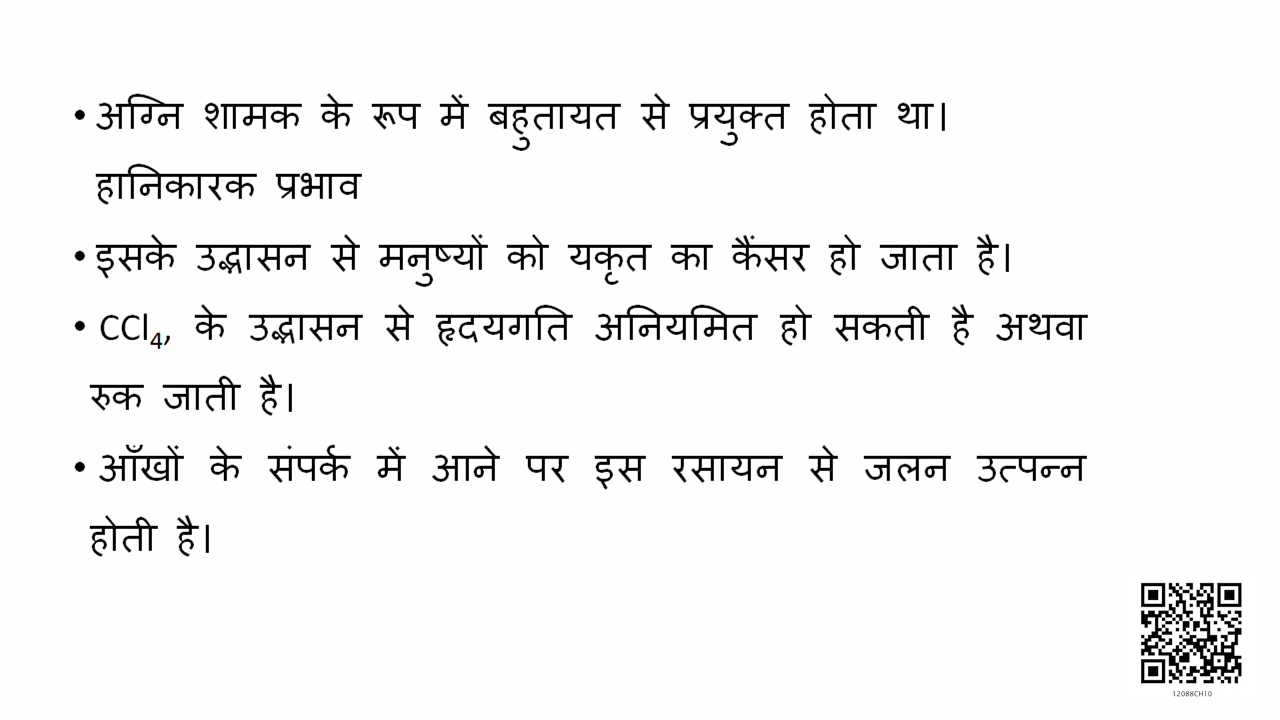 • अग्नि शामक के रूप में बहुतायत से प्रयुक्त होता था।
हानिकारक प्रभाव
• इसके उद्भासन से मनुष्यों को यकृत का कैंसर हो जाता है।
• CCl₄, के उद्भासन से हृदयगति अनियमित हो सकती है अथवा
रुक जाती है।
• आँखों के संपर्क में आने पर इस रसायन से जलन उत्पन्न
होती है।
12088CH10